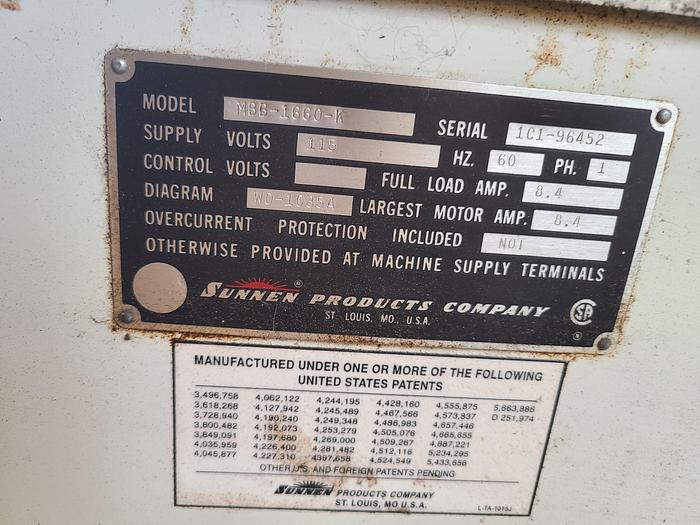 MODEL MBB-1660-K SERIAL 1C1-96452
SUPPLY VOLTS 115 HZ. 60 PH. 1
CONTROL VOLTS FULL LOAD AMP. 8.4
DIAGRAM WD-1035A LARGEST MOTOR AMP. 8.4
OVERCURRENT PROTECTION INCLUDED NOT
OTHERWISE PROVIDED AT MACHINE SUPPLY TERMINALS
SUNNEN PRODUCTS COMPANY
ST. LOUIS, MO., U.S.A.
MANUFACTURED UNDER ONE OR MORE OF THE FOLLOWING
UNITED STATES PATENTS
3,496,758 4,062,122 4,244,195 4,428,160 4,555,875 5,663,886
3,618,268 4,127,942 4,245,489 4,467,566 4,573,837 D 251,974
3,728,940 4,190,240 4,249,348 4,486,983 4,657,446
3,800,482 4,192,073 4,253,279 4,505,076 4,665,655
3,849,091 4,197,680 4,269,000 4,509,267 4,887,221
4,035,959 4,226,400 4,281,482 4,512,116 5,234,295
4,045,877 4,227,310 4397,658 4,524,549 5,433,656
OTHER U.S. AND FOREIGN PATENTS PENDING
SUNNEN PRODUCTS COMPANY
ST. LOUIS, MO U.S.A. L-TA-1015J